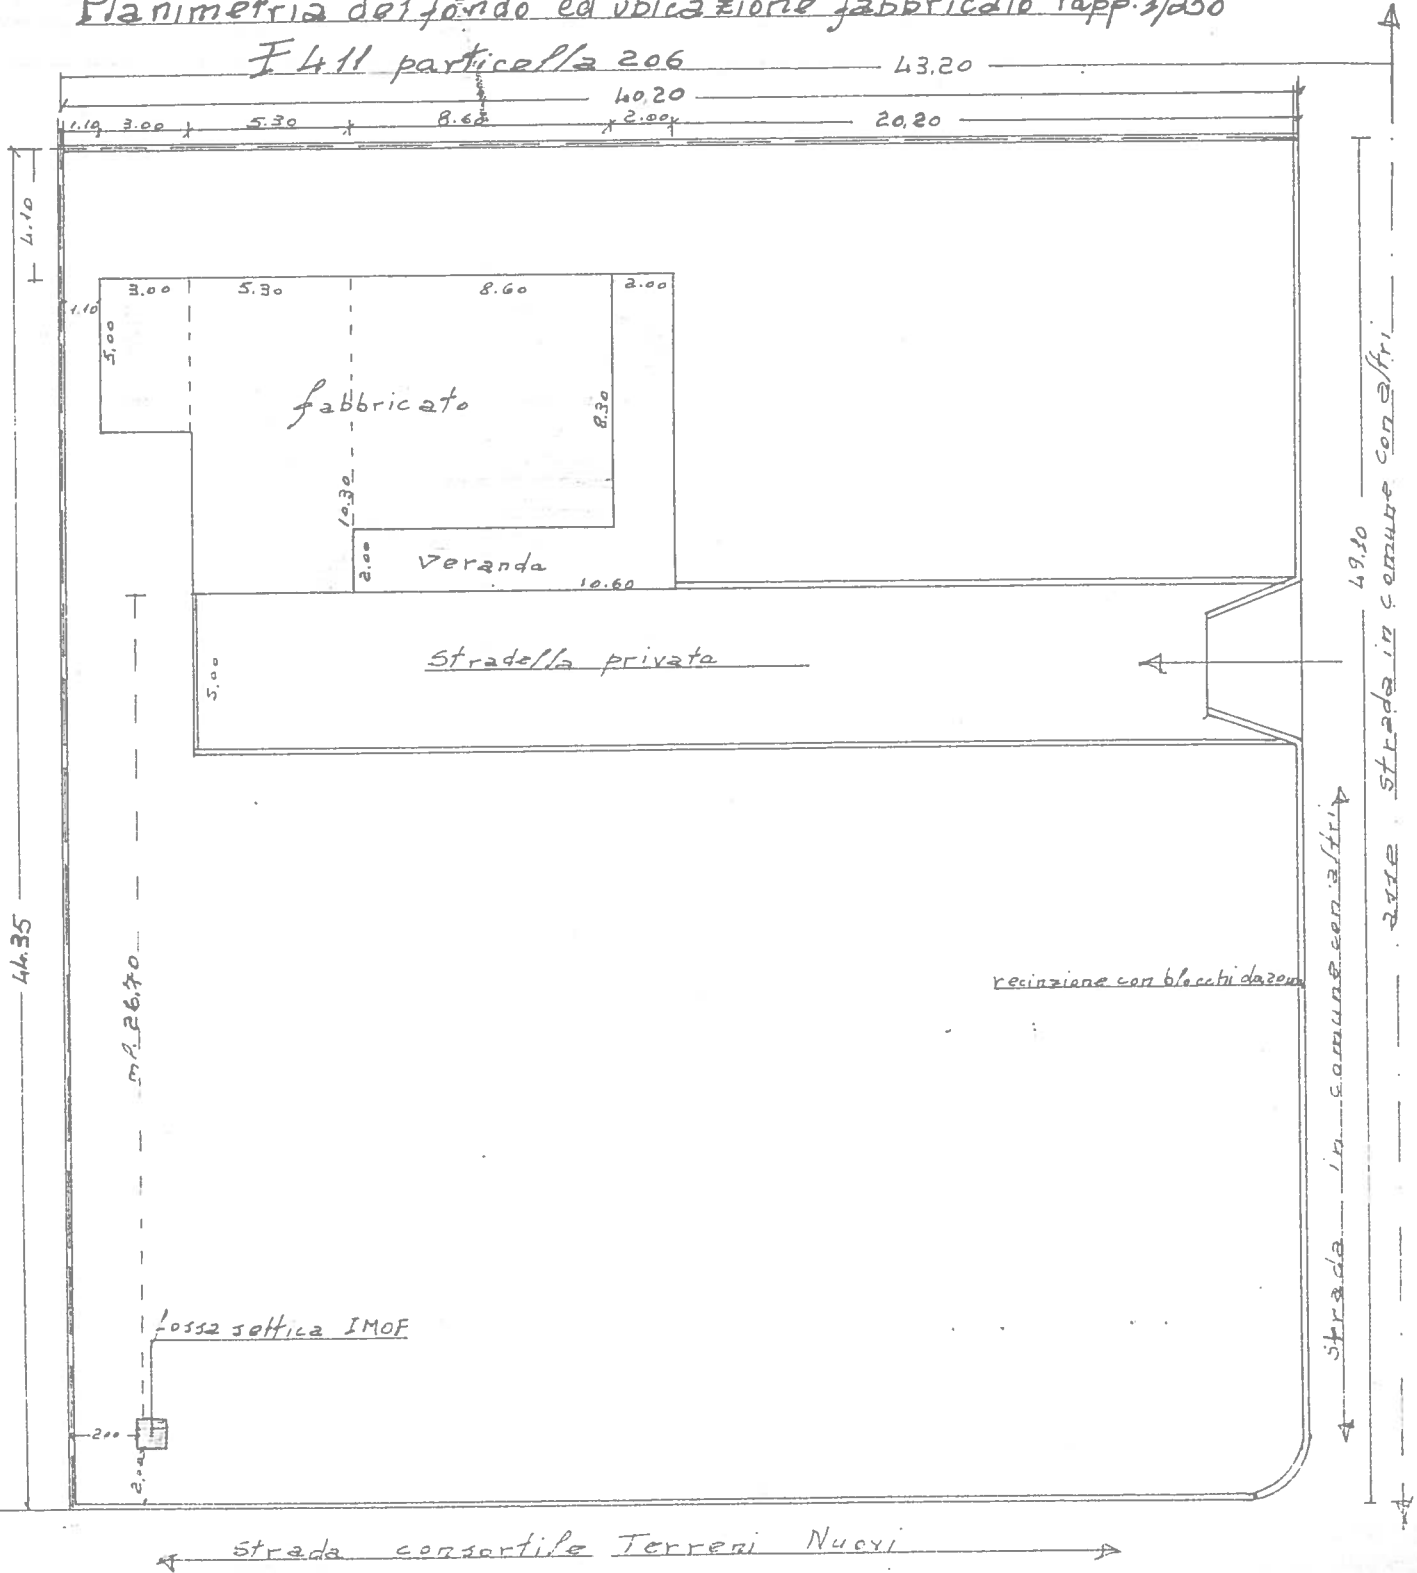 Planimetria del fondo ed ubicazione fabbricato rapp. 1/250
F 411 particella 206
43,20
40,20
1.10 3.00 5.30 8.60 2.00 20,20
4.10
3.00 5.30 8.60 2.00
1.10
5.00
fabbricato
8.30
10.30
2.00
Veranda
10.60
Stradella privata
5.00
49.10
asse strada in comune con altri
44.35
ml. 26,70
recinzione con blocchi da 20 cm
strada in comune con altri
fossa settica IMOF
2.00
2.00
strada consortile Terreni Nuovi